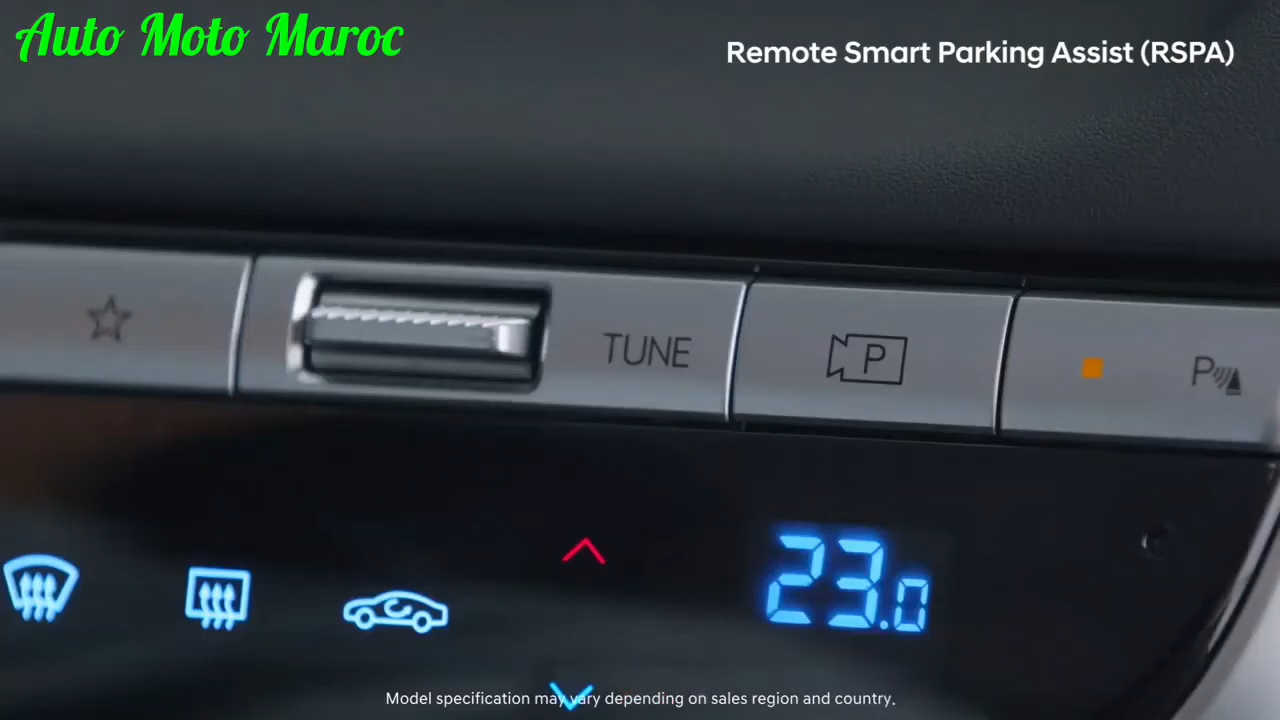 Auto Moto Maroc
Remote Smart Parking Assist (RSPA)
TUNE
P
P
23.0
Model specification may vary depending on sales region and country.